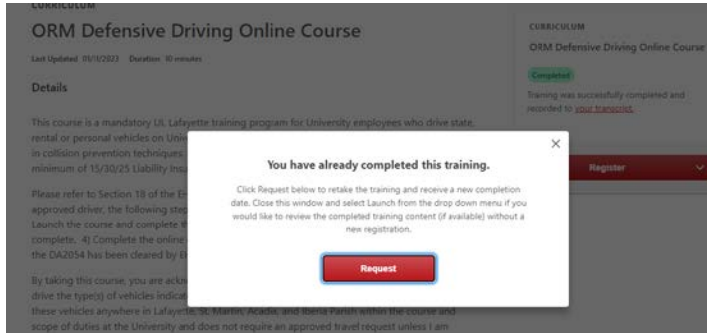 CURRICULUM
ORM Defensive Driving Online Course
Last Updated 01/11/2023 Duration 10 minutes
Details
This course is a mandatory UL Lafayette training program for University employees who drive state,
rental or personal vehicles on Univ
in collision prevention techniques
minimum of 15/30/25 Liability Insu
Please refer to Section 18 of the E
approved driver, the following step
Launch the course and complete
complete. 4) Complete the online
the DA2054 has been cleared by E
By taking this course, you are ackn
drive the type(s) of vehicles indicat
these vehicles anywhere in Lafayette, St. Martin, Acadia, and Iberia Parish within the course and
scope of duties at the University and does not require an approved travel request unless I am
CURRICULUM
ORM Defensive Driving Online Course
Completed
Training was successfully completed and
recorded to your transcript.
Register
You have already completed this training.
Click Request below to retake the training and receive a new completion
date. Close this window and select Launch from the drop down menu if you
would like to review the completed training content (if available) without a
new registration.
Request